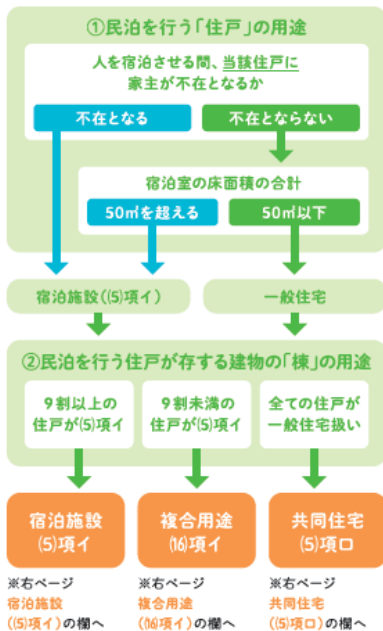 ①民泊を行う「住戸」の用途
人を宿泊させる間、当該住戸に
家主が不在となるか
不在となる
不在とならない
宿泊室の床面積の合計
50㎡を超える
50㎡以下
宿泊施設((5)項イ)
一般住宅
②民泊を行う住戸が存する建物の「棟」の用途
9割以上の
住戸が(5)項イ
9割未満の
住戸が(5)項イ
全ての住戸が
一般住宅扱い
宿泊施設
(5)項イ
複合用途
⒃項イ
共同住宅
(5)項ロ
※右ページ
宿泊施設
((5)項イ)の欄へ
※右ページ
複合用途
(⒃項イ)の欄へ
※右ページ
共同住宅
((5)項ロ)の欄へ